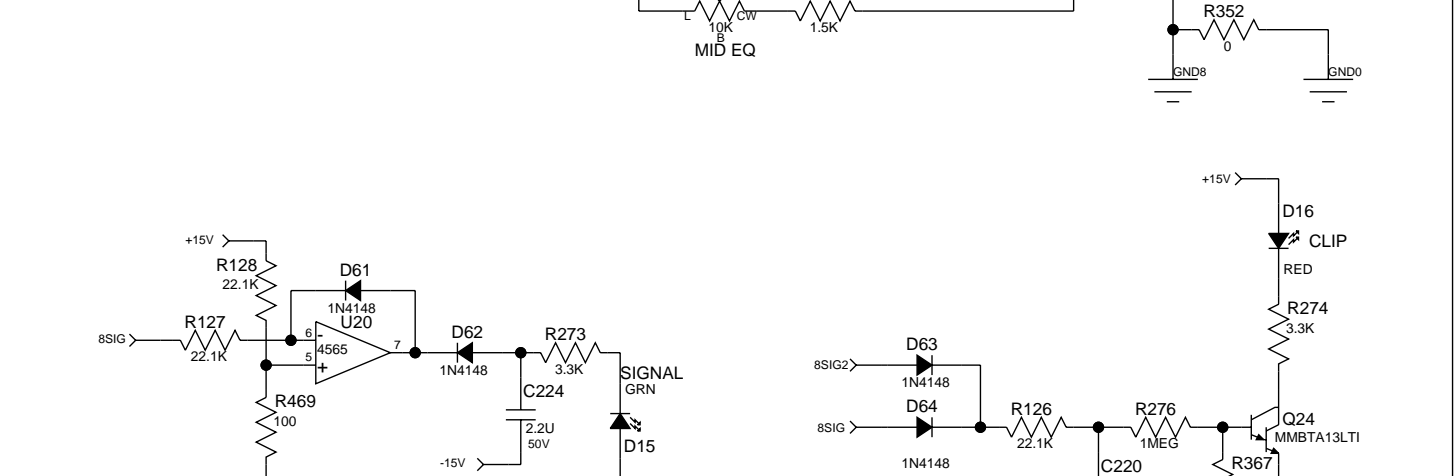 L
CW
10K
B
MID EQ
1.5K
R352
0
GND8
GND0
+15V
D16
CLIP
RED
R274
3.3K
+15V
R128
22.1K
D61
1N4148
U20
8SIG
R127
22.1K
6
-
4565
5
+
7
D62
1N4148
R273
3.3K
SIGNAL
GRN
D15
C224
2.2U
50V
-15V
R469
100
8SIG2
D63
1N4148
8SIG
D64
1N4148
R126
22.1K
R276
1MEG
C220
Q24
MMBTA13LTI
R367